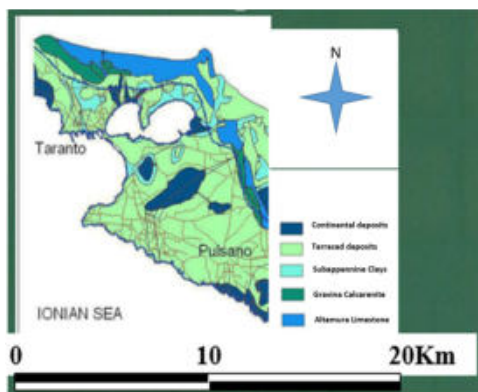 N
Taranto
Continental deposits
Terraced deposits
Subappennine Clays
Pulsano
Gravina Calcarenite
Altamura Limestone
IONIAN SEA
0 10 20Km